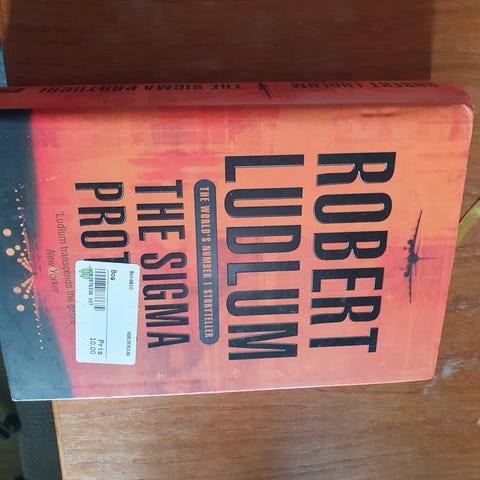 ROBERT LUDLUM THE SIGMA PROTOCOL
ROBERT
LUDLUM
THE WORLD'S NUMBER 1 STORYTELLER
THE SIGMA
PROT
Bog
Pris
10.00
'Ludlum transcends the genre
New Yorker